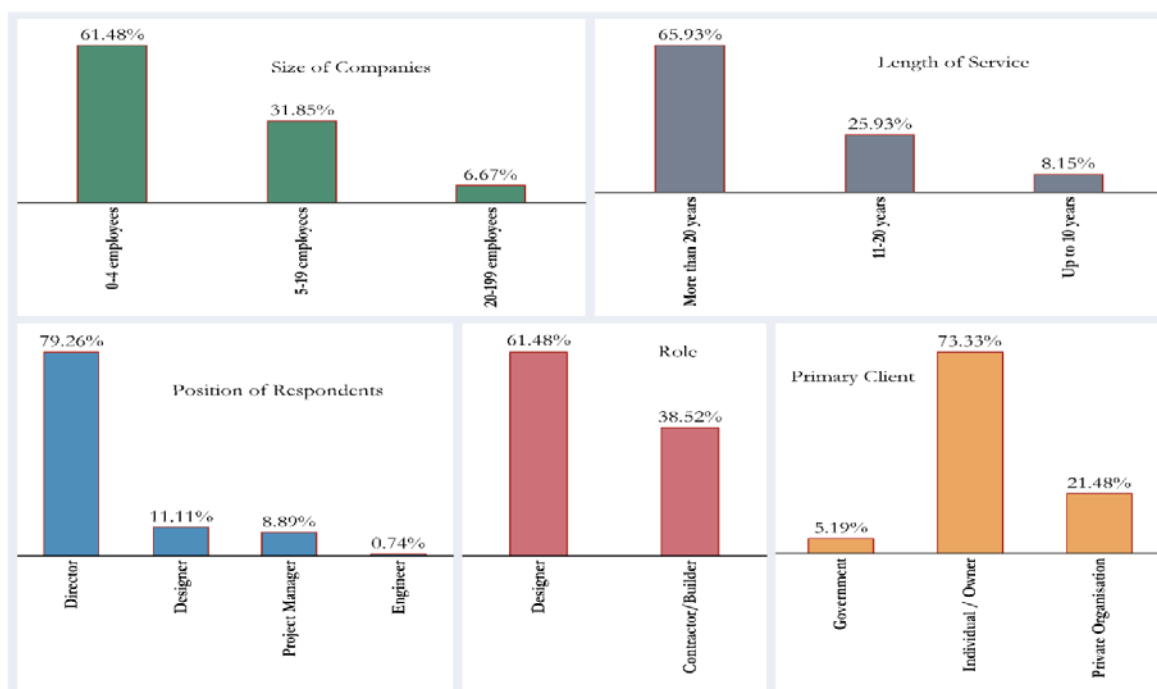 61.48%
Size of Companies
31.85%
6.67%
0-4 employees
5-19 employees
20-199 employees
65.93%
Length of Service
25.93%
8.15%
More than 20 years
11-20 years
Up to 10 years
79.26%
Position of Respondents
11.11%
8.89%
0.74%
Director
Designer
Project Manager
Engineer
61.48%
Role
38.52%
Designer
Contractor/Builder
73.33%
Primary Client
21.48%
5.19%
Government
Individual / Owner
Private Organisation